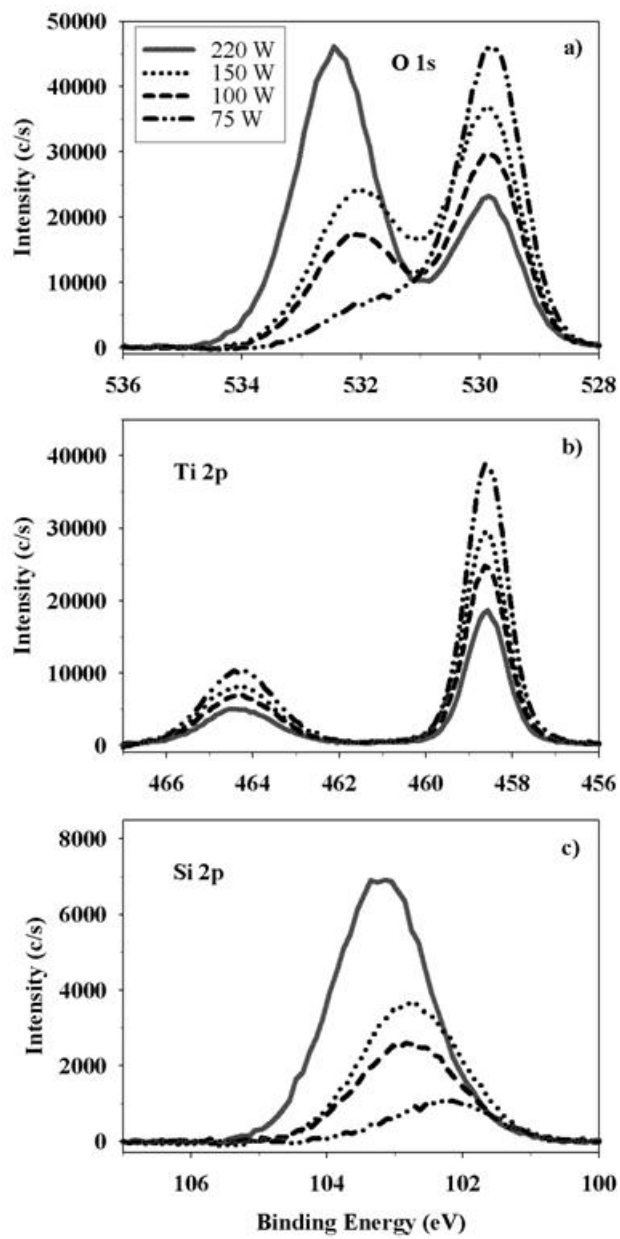 50000
40000
30000
20000
10000
0
Intensity (c/s)
220 W
150 W
100 W
75 W
O 1s
a)
536 534 532 530 528
40000
30000
20000
10000
0
Intensity (c/s)
Ti 2p
b)
466 464 462 460 458 456
8000
6000
4000
2000
0
Intensity (c/s)
Si 2p
c)
106 104 102 100
Binding Energy (eV)